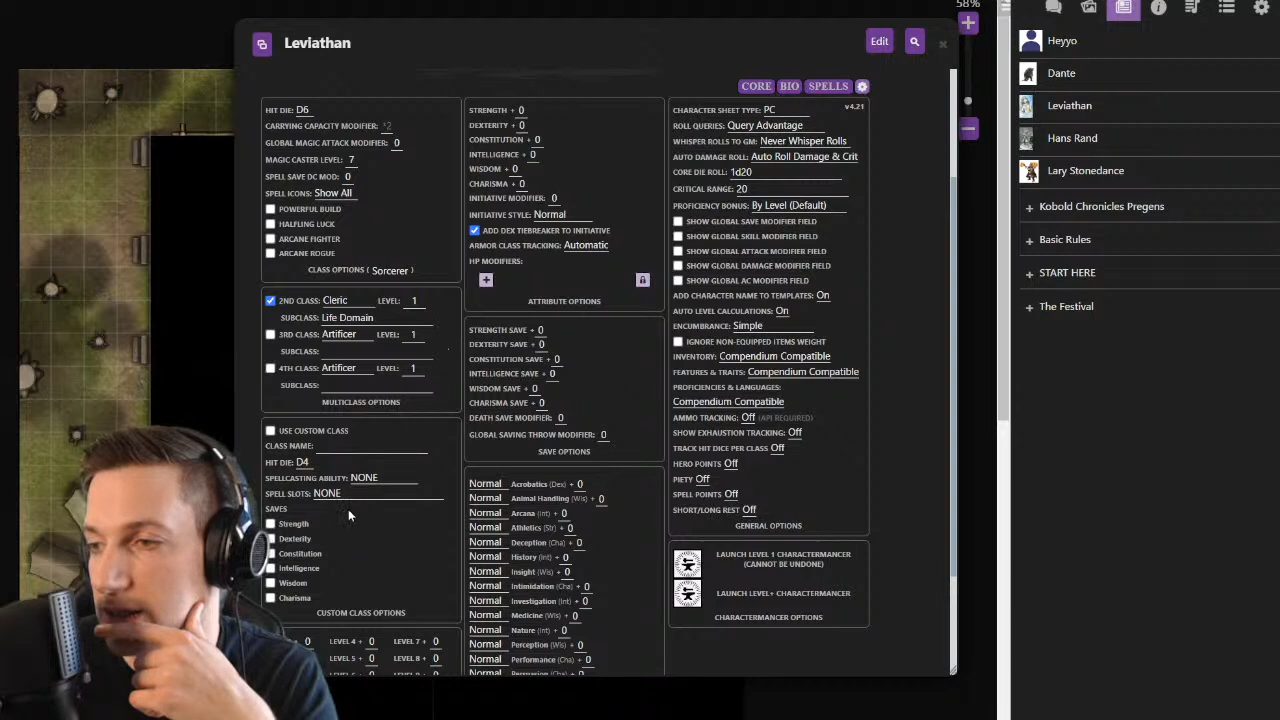 58%
Leviathan
Edit
CORE BIO SPELLS
HIT DIE: D6
CARRYING CAPACITY MODIFIER: *2
GLOBAL MAGIC ATTACK MODIFIER: 0
MAGIC CASTER LEVEL: 7
SPELL SAVE DC MOD: 0
SPELL ICONS: Show All
POWERFUL BUILD
HALFLING LUCK
ARCANE FIGHTER
ARCANE ROGUE
CLASS OPTIONS ( Sorcerer )
2ND CLASS: Cleric LEVEL: 1
SUBCLASS: Life Domain
3RD CLASS: Artificer LEVEL: 1
SUBCLASS:
4TH CLASS: Artificer LEVEL: 1
SUBCLASS:
MULTICLASS OPTIONS
USE CUSTOM CLASS
CLASS NAME:
HIT DIE: D4
SPELLCASTING ABILITY: NONE
SPELL SLOTS: NONE
SAVES
Strength
Dexterity
Constitution
Intelligence
Wisdom
Charisma
CUSTOM CLASS OPTIONS
0 LEVEL 4 + 0 LEVEL 7 + 0
0 LEVEL 5 + 0 LEVEL 8 + 0
STRENGTH + 0
DEXTERITY + 0
CONSTITUTION + 0
INTELLIGENCE + 0
WISDOM + 0
CHARISMA + 0
INITIATIVE MODIFIER: 0
INITIATIVE STYLE: Normal
ADD DEX TIEBREAKER TO INITIATIVE
ARMOR CLASS TRACKING: Automatic
HP MODIFIERS:
+
ATTRIBUTE OPTIONS
STRENGTH SAVE + 0
DEXTERITY SAVE + 0
CONSTITUTION SAVE + 0
INTELLIGENCE SAVE + 0
WISDOM SAVE + 0
CHARISMA SAVE + 0
DEATH SAVE MODIFIER: 0
GLOBAL SAVING THROW MODIFIER: 0
SAVE OPTIONS
Normal Acrobatics (Dex) + 0
Normal Animal Handling (Wis) + 0
Normal Arcana (Int) + 0
Normal Athletics (Str) + 0
Normal Deception (Cha) + 0
Normal History (Int) + 0
Normal Insight (Wis) + 0
Normal Intimidation (Cha) + 0
Normal Investigation (Int) + 0
Normal Medicine (Wis) + 0
Normal Nature (Int) + 0
Normal Perception (Wis) + 0
Normal Performance (Cha) + 0
Normal Persuasion (Cha) + 0
CHARACTER SHEET TYPE: PC v4.21
ROLL QUERIES: Query Advantage
WHISPER ROLLS TO GM: Never Whisper Rolls
AUTO DAMAGE ROLL: Auto Roll Damage & Crit
CORE DIE ROLL: 1d20
CRITICAL RANGE: 20
PROFICIENCY BONUS: By Level (Default)
SHOW GLOBAL SAVE MODIFIER FIELD
SHOW GLOBAL SKILL MODIFIER FIELD
SHOW GLOBAL ATTACK MODIFIER FIELD
SHOW GLOBAL DAMAGE MODIFIER FIELD
SHOW GLOBAL AC MODIFIER FIELD
ADD CHARACTER NAME TO TEMPLATES: On
AUTO LEVEL CALCULATIONS: On
ENCUMBRANCE: Simple
IGNORE NON-EQUIPPED ITEMS WEIGHT
INVENTORY: Compendium Compatible
FEATURES & TRAITS: Compendium Compatible
PROFICIENCIES & LANGUAGES:
Compendium Compatible
AMMO TRACKING: Off (API REQUIRED)
SHOW EXHAUSTION TRACKING: Off
TRACK HIT DICE PER CLASS Off
HERO POINTS Off
PIETY Off
SPELL POINTS Off
SHORT/LONG REST Off
GENERAL OPTIONS
LAUNCH LEVEL 1 CHARACTERMANCER
(CANNOT BE UNDONE)
LAUNCH LEVEL+ CHARACTERMANCER
CHARACTERMANCER OPTIONS
Heyyo
Dante
Leviathan
Hans Rand
Lary Stonedance
+ Kobold Chronicles Pregens
+ Basic Rules
+ START HERE
+ The Festival